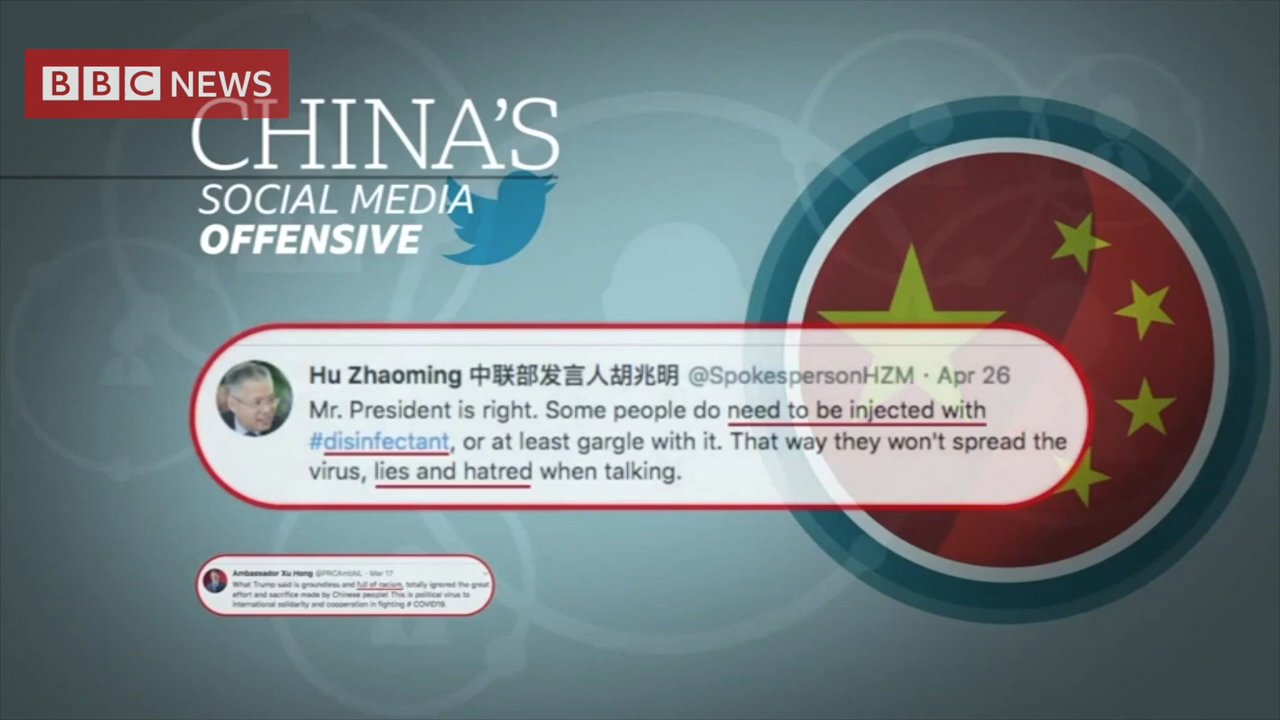 BBC NEWS
CHINA'S
SOCIAL MEDIA
OFFENSIVE
Hu Zhaoming 中联部发言人胡兆明 @SpokespersonHZM · Apr 26
Mr. President is right. Some people do need to be injected with
#disinfectant, or at least gargle with it. That way they won't spread the
virus, lies and hatred when talking.
Ambassador Xu Hong @PRCAmbNL · Mar 17
What Trump said is groundless and full of racism, totally ignored the great
effort and sacrifice made by Chinese people! This is political virus to
international solidarity and cooperation in fighting # COVID19.